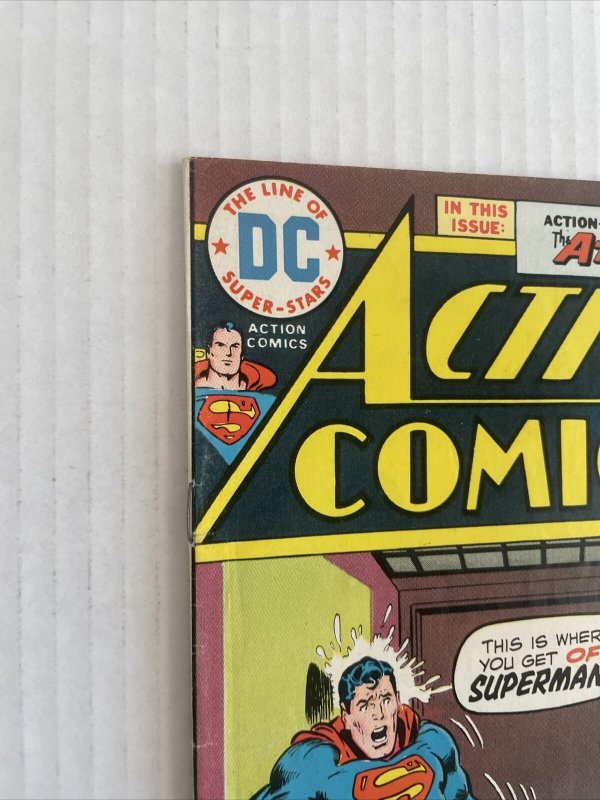 THE LINE OF
DC
SUPER-STARS
ACTION
COMICS
IN THIS
ISSUE:
ACTION-
The
ACTI
COMI
THIS IS WHER
YOU GET OF
SUPERMAN